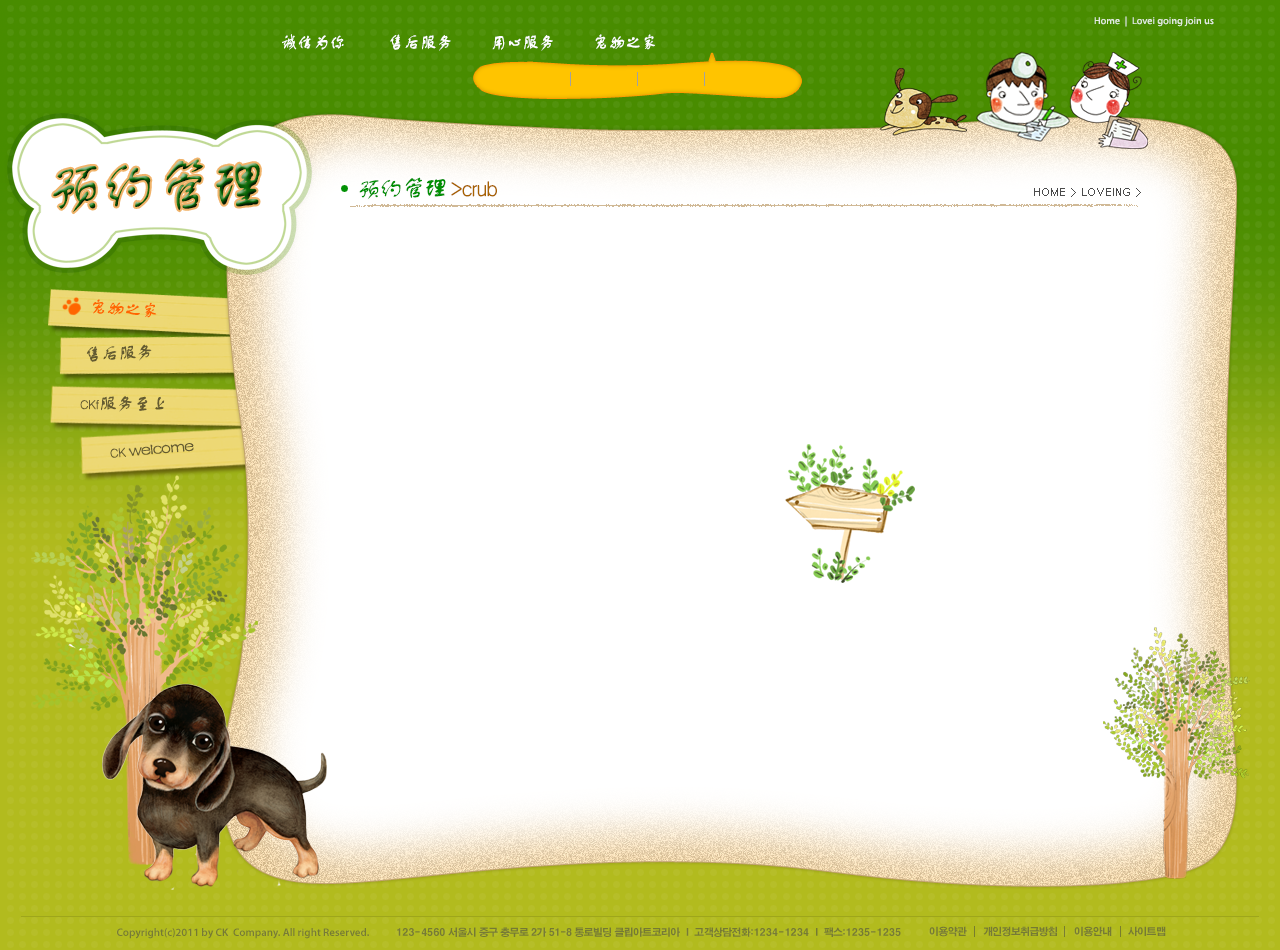 Home | Lovei going join us
诚信为你 售后服务 用心服务 宠物之家
预约管理
预约管理 >crub
HOME > LOVEING >
宠物之家
售后服务
CKf服务至上
CK welcome
Copyright(c)2011 by CK Company. All right Reserved. 123-4560 서울시 중구 충무로 2가 51-8 통로빌딩 클립아트코리아 | 고객상담전화:1234-1234 | 팩스:1235-1235 이용약관 | 개인정보취급방침 | 이용안내 | 사이트맵